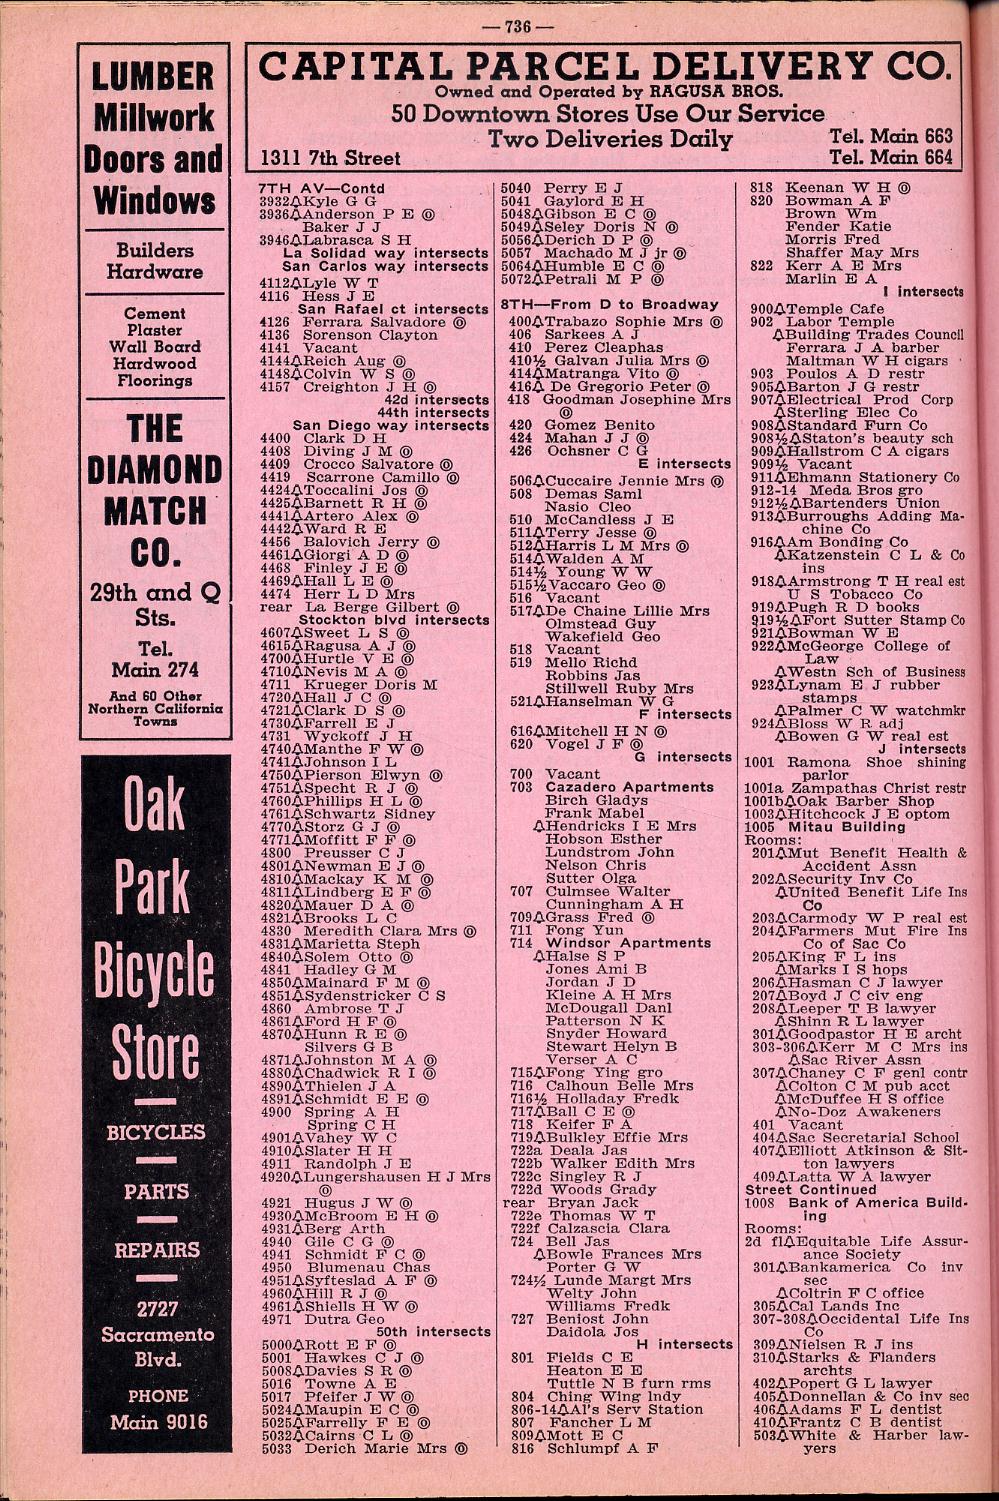 — 736 —
LUMBER
Millwork
Doors and
Windows
Builders
Hardware
Cement
Plaster
Wall Board
Hardwood
Floorings
THE
DIAMOND
MATCH
CO.
29th and Q
Sts.
Tel.
Main 274
And 60 Other
Northern California
Towns
Oak
Park
Bicycle
Store
BICYCLES
PARTS
REPAIRS
2727
Sacramento
Blvd.
PHONE
Main 9016
CAPITAL PARCEL DELIVERY CO.
Owned and Operated by RAGUSA BROS.
50 Downtown Stores Use Our Service
Two Deliveries Daily
1311 7th Street
Tel. Main 663
Tel. Main 664
7TH AV—Contd
3932△Kyle G G
3936△Anderson P E ⓞ
Baker J J
3946△Labrasca S H
La Solidad way intersects
San Carlos way intersects
4112△Lyle W T
4116 Hess J E
San Rafael ct intersects
4126 Ferrara Salvadore ⓞ
4136 Sorenson Clayton
4141 Vacant
4144△Reich Aug ⓞ
4148△Colvin W S ⓞ
4157 Creighton J H ⓞ
42d intersects
44th intersects
San Diego way intersects
4400 Clark D H
4408 Diving J M ⓞ
4409 Crocco Salvatore ⓞ
4419 Scarrone Camillo ⓞ
4424△Toccalini Jos ⓞ
4425△Barnett R H ⓞ
4441△Artero Alex ⓞ
4442△Ward R E
4456 Balovich Jerry ⓞ
4461△Giorgi A D ⓞ
4468 Finley J E ⓞ
4469△Hall L E ⓞ
4474 Herr L D Mrs
rear La Berge Gilbert ⓞ
Stockton blvd intersects
4607△Sweet L S ⓞ
4615△Ragusa A J ⓞ
4700△Hurtle V E ⓞ
4710△Nevis M A ⓞ
4711 Krueger Doris M
4720△Hall J C ⓞ
4721△Clark D S ⓞ
4730△Farrell E J
4731 Wyckoff J H
4740△Manthe F W ⓞ
4741△Johnson I L
4750△Pierson Elwyn ⓞ
4751△Specht R J ⓞ
4760△Phillips H L ⓞ
4761△Schwartz Sidney
4770△Storz G J ⓞ
4771△Moffitt F F ⓞ
4800 Preusser C J
4801△Newman E J ⓞ
4810△Mackay K M ⓞ
4811△Lindberg E F ⓞ
4820△Mauer D A ⓞ
4821△Brooks L C
4830 Meredith Clara Mrs ⓞ
4831△Marietta Steph
4840△Solem Otto ⓞ
4841 Hadley G M
4850△Mainard F M ⓞ
4851△Sydenstricker C S
4860 Ambrose T J
4861△Ford H F ⓞ
4870△Hunn R E ⓞ
Silvers G B
4871△Johnston M A ⓞ
4880△Chadwick R I ⓞ
4890△Thielen J A
4891△Schmidt E E ⓞ
4900 Spring A H
Spring C H
4901△Vahey W C
4910△Slater H H
4911 Randolph J E
4920△Lungershausen H J Mrs
ⓞ
4921 Hugus J W ⓞ
4930△McBroom E H ⓞ
4931△Berg Arth
4940 Gile C G ⓞ
4941 Schmidt F C ⓞ
4950 Blumenau Chas
4951△Syfteslad A F ⓞ
4960△Hill R J ⓞ
4961△Shiells H W ⓞ
4971 Dutra Geo
50th intersects
5000△Rott E F ⓞ
5001 Hawkes C J ⓞ
5008△Davies S R ⓞ
5016 Towne A E
5017 Pfeifer J W ⓞ
5024△Maupin E C ⓞ
5025△Farrelly F E ⓞ
5032△Cairns C L ⓞ
5033 Derich Marie Mrs ⓞ
5040 Perry E J
5041 Gaylord E H
5048△Gibson E C ⓞ
5049△Seley Doris N ⓞ
5056△Derich D P ⓞ
5057 Machado M J jr ⓞ
5064△Humble E C ⓞ
5072△Petrali M P ⓞ
8TH—From D to Broadway
400△Trabazo Sophie Mrs ⓞ
406 Sarkees A J
410 Perez Cleaphas
410½ Galvan Julia Mrs ⓞ
414△Matranga Vito ⓞ
416△ De Gregorio Peter ⓞ
418 Goodman Josephine Mrs
ⓞ
420 Gomez Benito
424 Mahan J J ⓞ
426 Ochsner C G
E intersects
506△Cuccaire Jennie Mrs ⓞ
508 Demas Saml
Nasio Cleo
510 McCandless J E
511△Terry Jesse ⓞ
512△Harris L M Mrs ⓞ
514△Walden A M
514½ Young W W
515½ Vaccaro Geo ⓞ
516 Vacant
517△De Chaine Lillie Mrs
Olmstead Guy
Wakefield Geo
518 Vacant
519 Mello Richd
Robbins Jas
Stillwell Ruby Mrs
521△Hanselman W G
F intersects
616△Mitchell H N ⓞ
620 Vogel J F ⓞ
G intersects
700 Vacant
703 Cazadero Apartments
Birch Gladys
Frank Mabel
△Hendricks I E Mrs
Hobson Esther
Lundstrom John
Nelson Chris
Sutter Olga
707 Culmsee Walter
Cunningham A H
709△Grass Fred ⓞ
711 Fong Yun
714 Windsor Apartments
△Halse S P
Jones Ami B
Jordan J D
Kleine A H Mrs
McDougall Danl
Patterson N K
Snyder Howard
Stewart Helyn B
Verser A C
715△Fong Ying gro
716 Calhoun Belle Mrs
716½ Holladay Fredk
717△Ball C E ⓞ
718 Keifer F A
719△Bulkley Effie Mrs
722a Deala Jas
722b Walker Edith Mrs
722c Singley R J
722d Woods Grady
rear Bryan Jack
722e Thomas W T
722f Calzascia Clara
724 Bell Jas
△Bowle Frances Mrs
Porter G W
724½ Lunde Margt Mrs
Welty John
Williams Fredk
727 Beniost John
Daidola Jos
H intersects
801 Fields C E
Heaton E E
Tuttle N B furn rms
804 Ching Wing lndy
806-14△Al's Serv Station
807 Fancher L M
809△Mott E C
816 Schlumpf A F
818 Keenan W H ⓞ
820 Bowman A F
Brown Wm
Fender Katie
Morris Fred
Shaffer May Mrs
822 Kerr A E Mrs
Marlin E A
I intersects
900△Temple Cafe
902 Labor Temple
△Building Trades Council
Ferrara J A barber
Maltman W H cigars
903 Poulos A D restr
905△Barton J G restr
907△Electrical Prod Corp
△Sterling Elec Co
908△Standard Furn Co
908½△Staton's beauty sch
909△Hallstrom C A cigars
909½ Vacant
911△Ehmann Stationery Co
912-14 Meda Bros gro
912½△Bartenders Union
913△Burroughs Adding Ma-
chine Co
916△Am Bonding Co
△Katzenstein C L & Co
ins
918△Armstrong T H real est
U S Tobacco Co
919△Pugh R D books
919½△Fort Sutter Stamp Co
921△Bowman W E
922△McGeorge College of
Law
△Westn Sch of Business
923△Lynam E J rubber
stamps
△Palmer C W watchmkr
924△Bloss W R adj
△Bowen G W real est
J intersects
1001 Ramona Shoe shining
parlor
1001a Zampathas Christ restr
1001b△Oak Barber Shop
1003△Hitchcock J E optom
1005 Mitau Building
Rooms:
201△Mut Benefit Health &
Accident Assn
202△Security Inv Co
△United Benefit Life Ins
Co
203△Carmody W P real est
204△Farmers Mut Fire Ins
Co of Sac Co
205△King F L ins
△Marks I S hops
206△Hasman C J lawyer
207△Boyd J C civ eng
208△Leeper T B lawyer
△Shinn R L lawyer
301△Goodpastor H E archt
303-306△Kerr M C Mrs ins
△Sac River Assn
307△Chaney C F genl contr
△Colton C M pub acct
△McDuffee H S office
△No-Doz Awakeners
401 Vacant
404△Sac Secretarial School
407△Elliott Atkinson & Sit-
ton lawyers
409△Latta W A lawyer
Street Continued
1008 Bank of America Build-
ing
Rooms:
2d fl△Equitable Life Assur-
ance Society
301△Bankamerica Co inv
sec
△Coltrin F C office
305△Cal Lands Inc
307-308△Occidental Life Ins
Co
309△Nielsen R J ins
310△Starks & Flanders
archts
402△Popert G L lawyer
405△Donnellan & Co inv sec
406△Adams F L dentist
410△Frantz C B dentist
503△White & Harber law-
yers